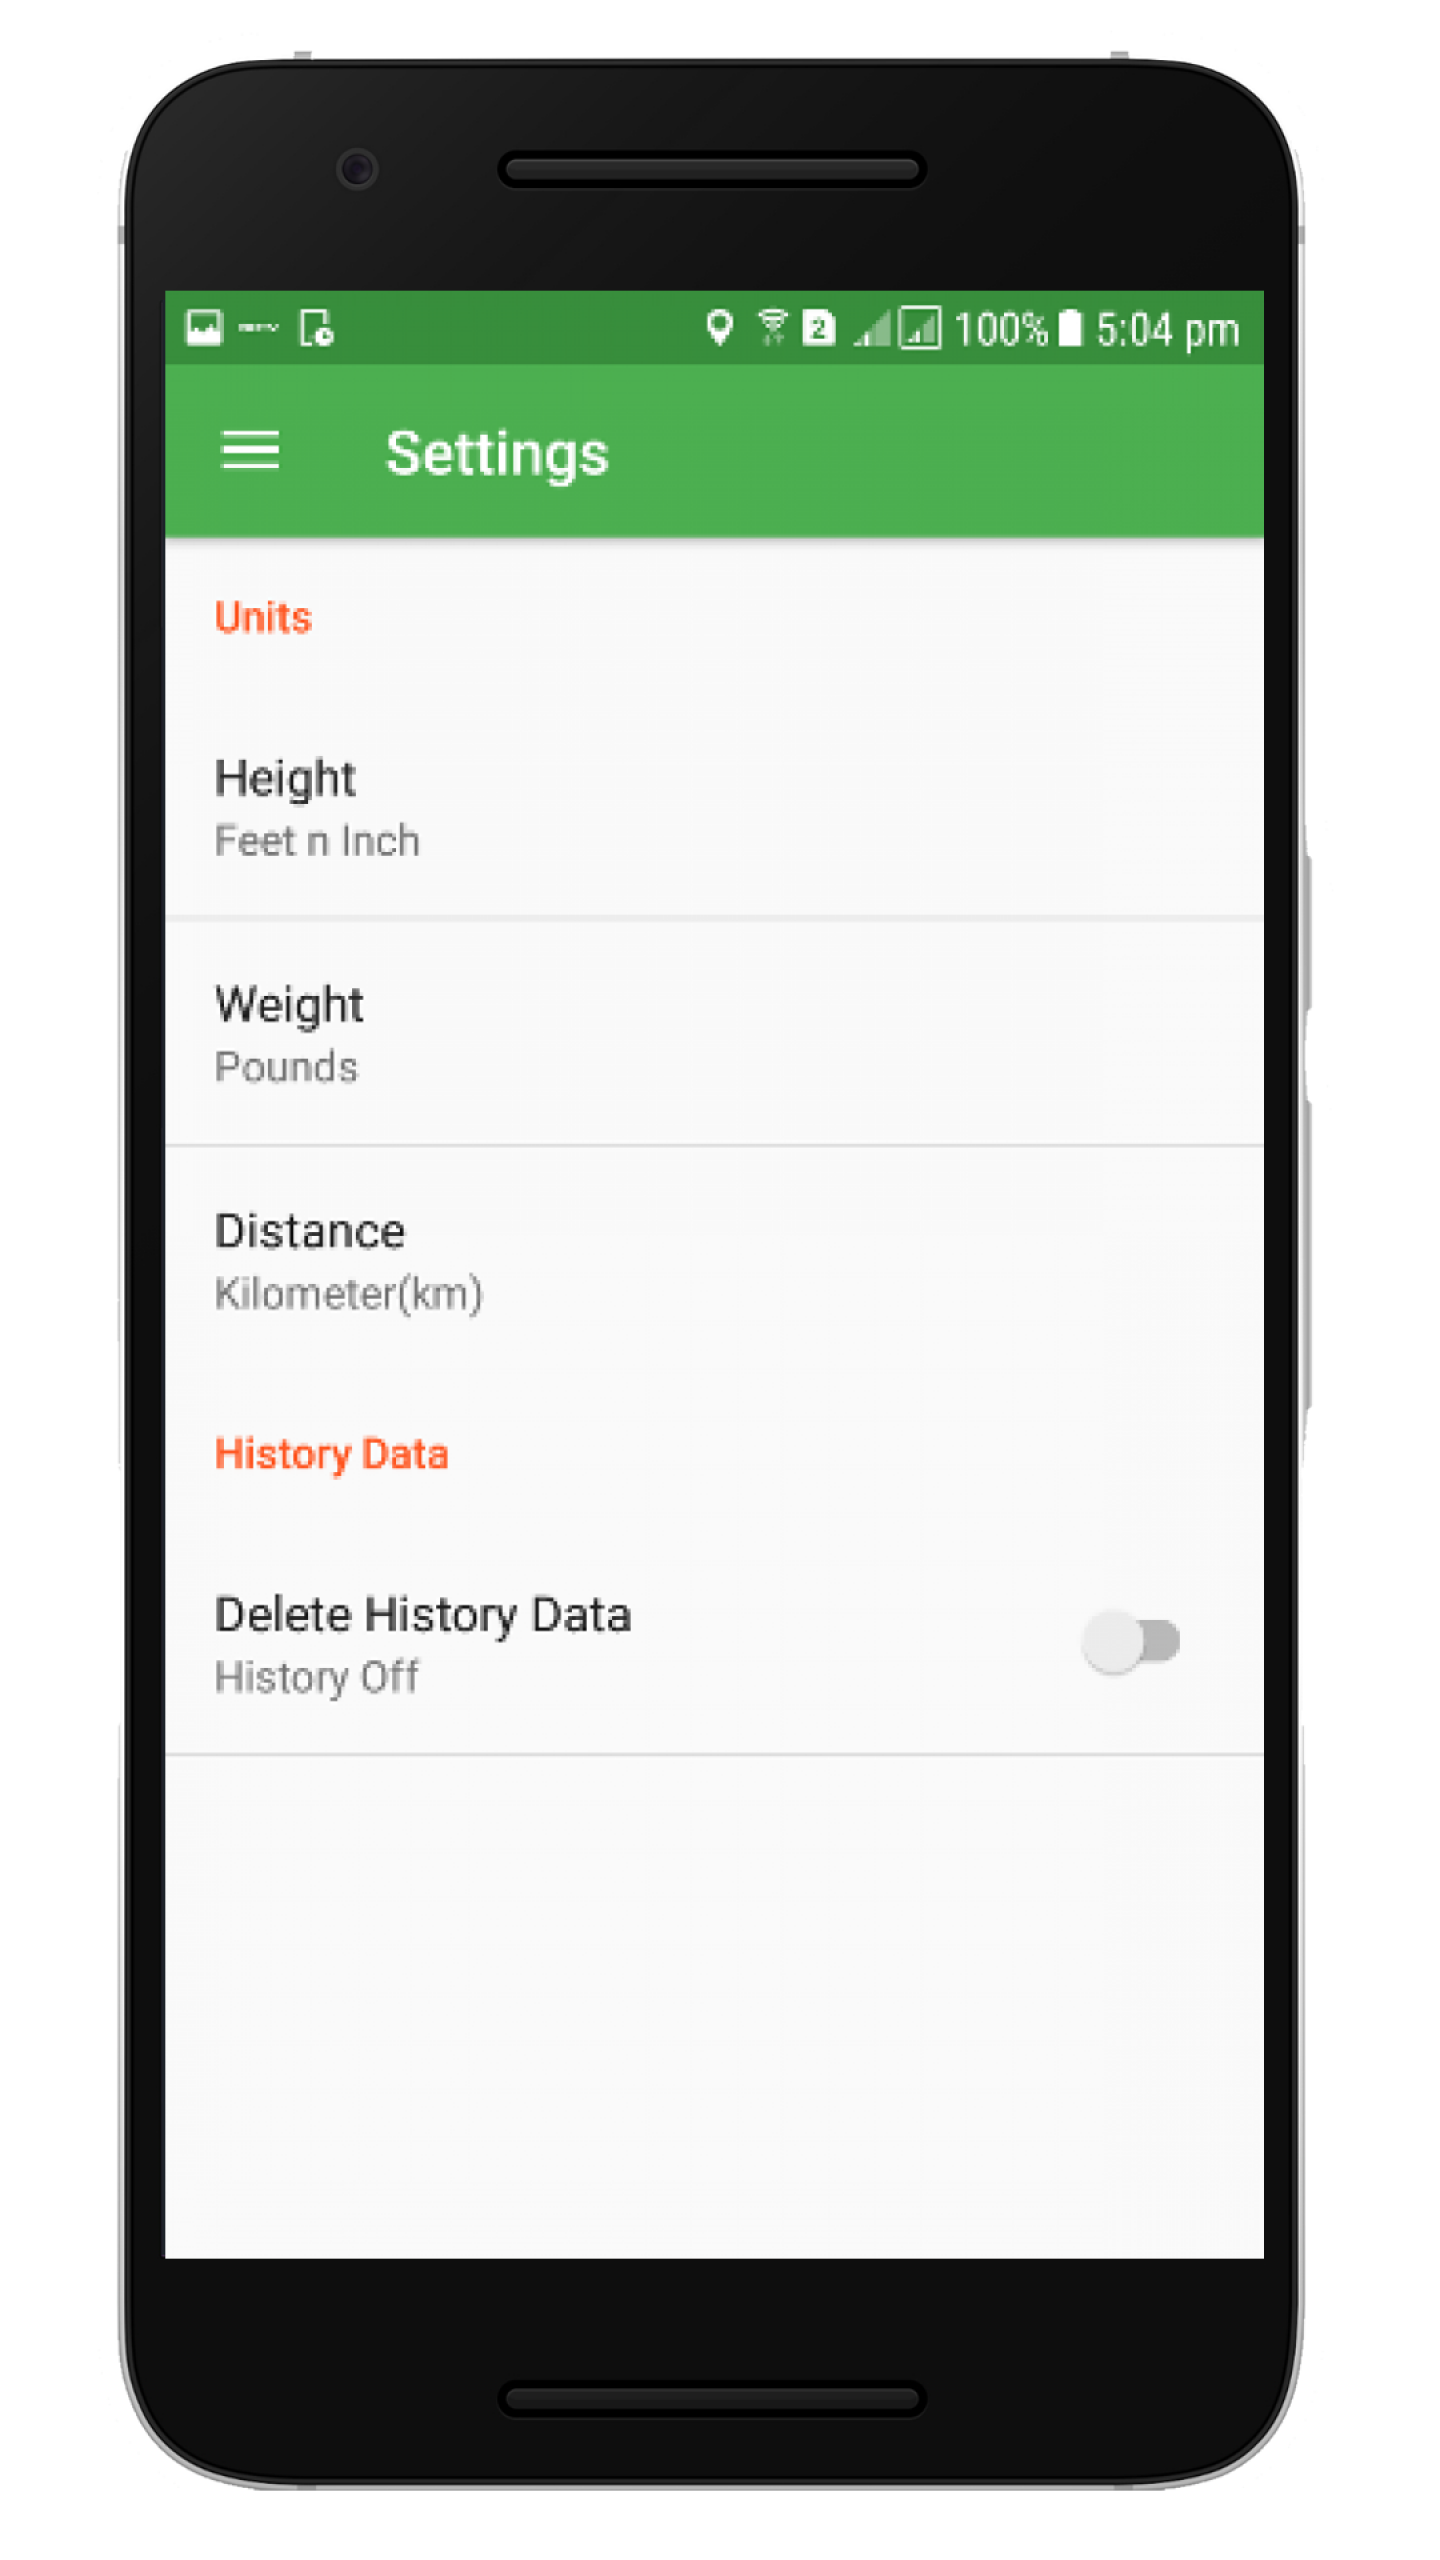 2 100% 5:04 pm
Settings
Units
Height
Feet n Inch
Weight
Pounds
Distance
Kilometer(km)
History Data
Delete History Data
History Off